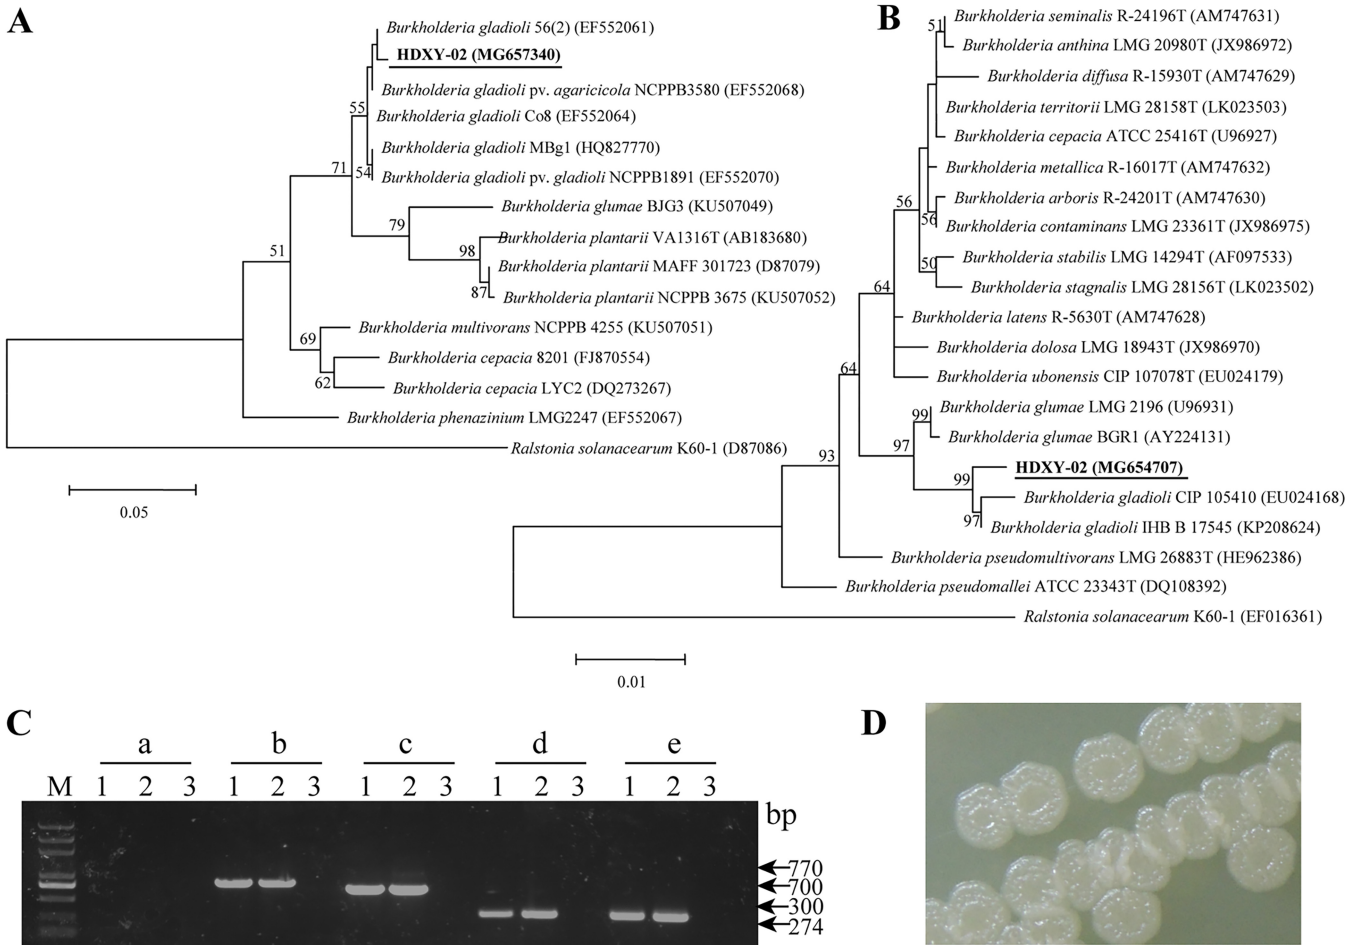 A
Burkholderia gladioli 56(2) (EF552061)
HDXY-02 (MG657340)
Burkholderia gladioli pv. agaricicola NCPPB3580 (EF552068)
55
Burkholderia gladioli Co8 (EF552064)
Burkholderia gladioli MBg1 (HQ827770)
71
54
Burkholderia gladioli pv. gladioli NCPPB1891 (EF552070)
Burkholderia glumae BJG3 (KU507049)
79
Burkholderia plantarii VA1316T (AB183680)
51
98
Burkholderia plantarii MAFF 301723 (D87079)
87
Burkholderia plantarii NCPPB 3675 (KU507052)
Burkholderia multivorans NCPPB 4255 (KU507051)
69
Burkholderia cepacia 8201 (FJ870554)
62
Burkholderia cepacia LYC2 (DQ273267)
Burkholderia phenazinium LMG2247 (EF552067)
Ralstonia solanacearum K60-1 (D87086)
0.05
B
51
Burkholderia seminalis R-24196T (AM747631)
Burkholderia anthina LMG 20980T (JX986972)
Burkholderia diffusa R-15930T (AM747629)
Burkholderia territorii LMG 28158T (LK023503)
Burkholderia cepacia ATCC 25416T (U96927)
Burkholderia metallica R-16017T (AM747632)
56
Burkholderia arboris R-24201T (AM747630)
56
Burkholderia contaminans LMG 23361T (JX986975)
Burkholderia stabilis LMG 14294T (AF097533)
50
Burkholderia stagnalis LMG 28156T (LK023502)
64
Burkholderia latens R-5630T (AM747628)
Burkholderia dolosa LMG 18943T (JX986970)
64
Burkholderia ubonensis CIP 107078T (EU024179)
Burkholderia glumae LMG 2196 (U96931)
99
Burkholderia glumae BGR1 (AY224131)
97
93
HDXY-02 (MG654707)
99
Burkholderia gladioli CIP 105410 (EU024168)
97
Burkholderia gladioli IHB B 17545 (KP208624)
Burkholderia pseudomultivorans LMG 26883T (HE962386)
Burkholderia pseudomallei ATCC 23343T (DQ108392)
Ralstonia solanacearum K60-1 (EF016361)
0.01
C
a b c d e
M 1 2 3 1 2 3 1 2 3 1 2 3 1 2 3
bp
770
700
300
274
D